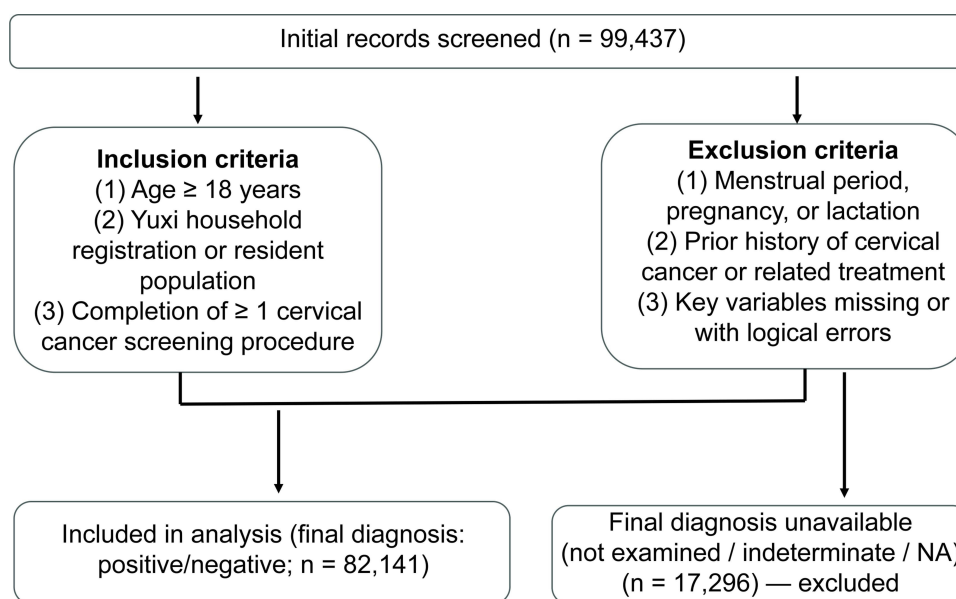 Initial records screened (n = 99,437)
Inclusion criteria
(1) Age ≥ 18 years
(2) Yuxi household
registration or resident
population
(3) Completion of ≥ 1 cervical
cancer screening procedure
Exclusion criteria
(1) Menstrual period,
pregnancy, or lactation
(2) Prior history of cervical
cancer or related treatment
(3) Key variables missing or
with logical errors
Included in analysis (final diagnosis:
positive/negative; n = 82,141)
Final diagnosis unavailable
(not examined / indeterminate / NA)
(n = 17,296) — excluded